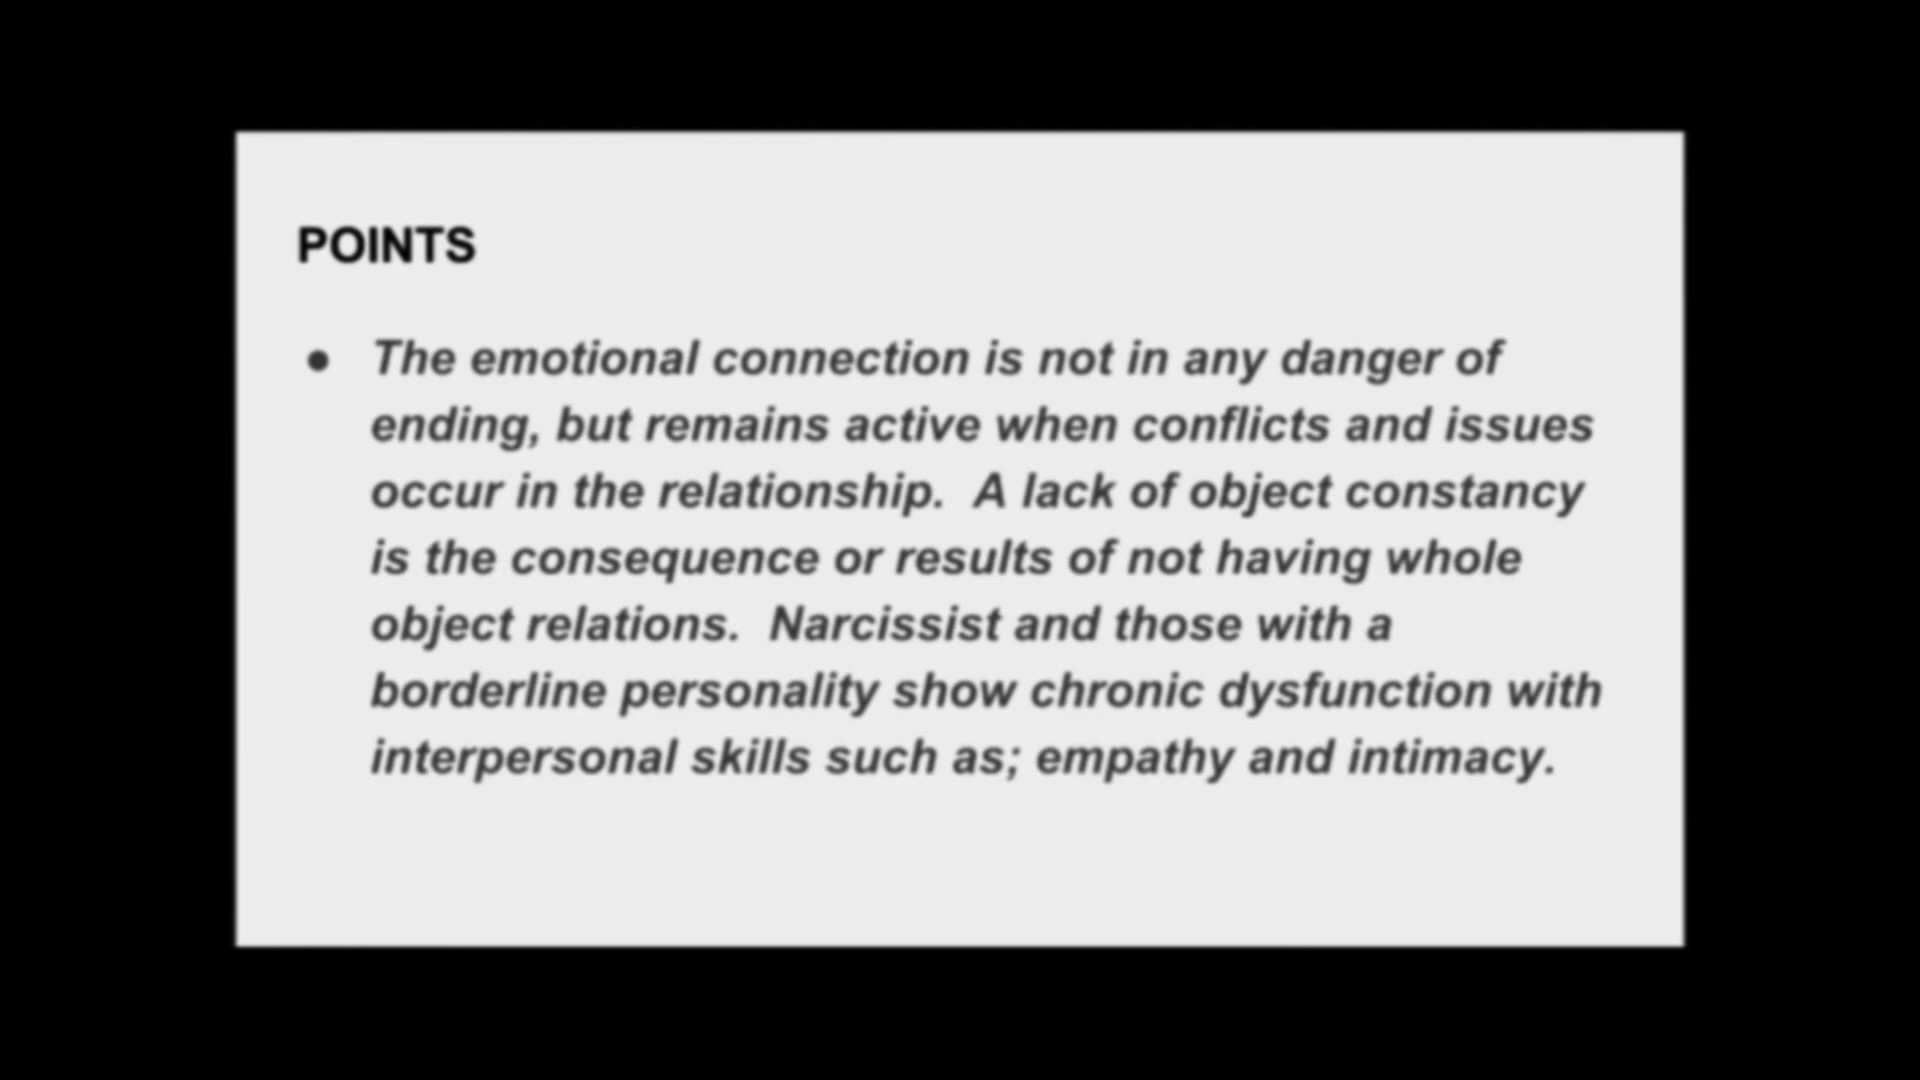 POINTS
● The emotional connection is not in any danger of
ending, but remains active when conflicts and issues
occur in the relationship.  A lack of object constancy
is the consequence or results of not having whole
object relations.  Narcissist and those with a
borderline personality show chronic dysfunction with
interpersonal skills such as; empathy and intimacy.